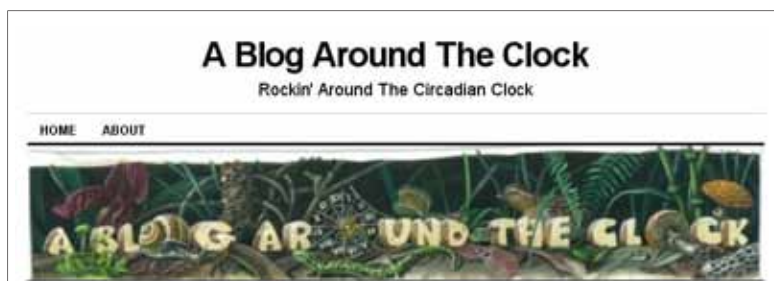 A Blog Around The Clock
Rockin' Around The Circadian Clock
HOME ABOUT
A BLOG AROUND THE CLOCK